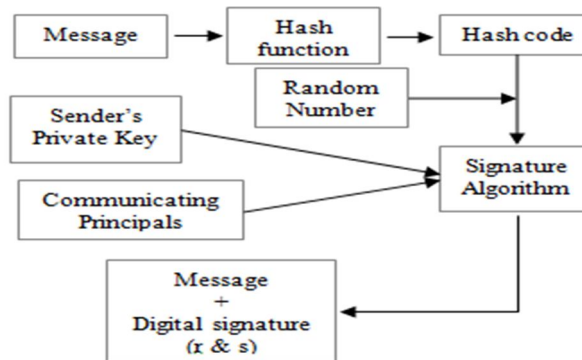 Message
Hash
function
Hash code
Random
Number
Sender's
Private Key
Signature
Algorithm
Communicating
Principals
Message
+
Digital signature
(r & s)